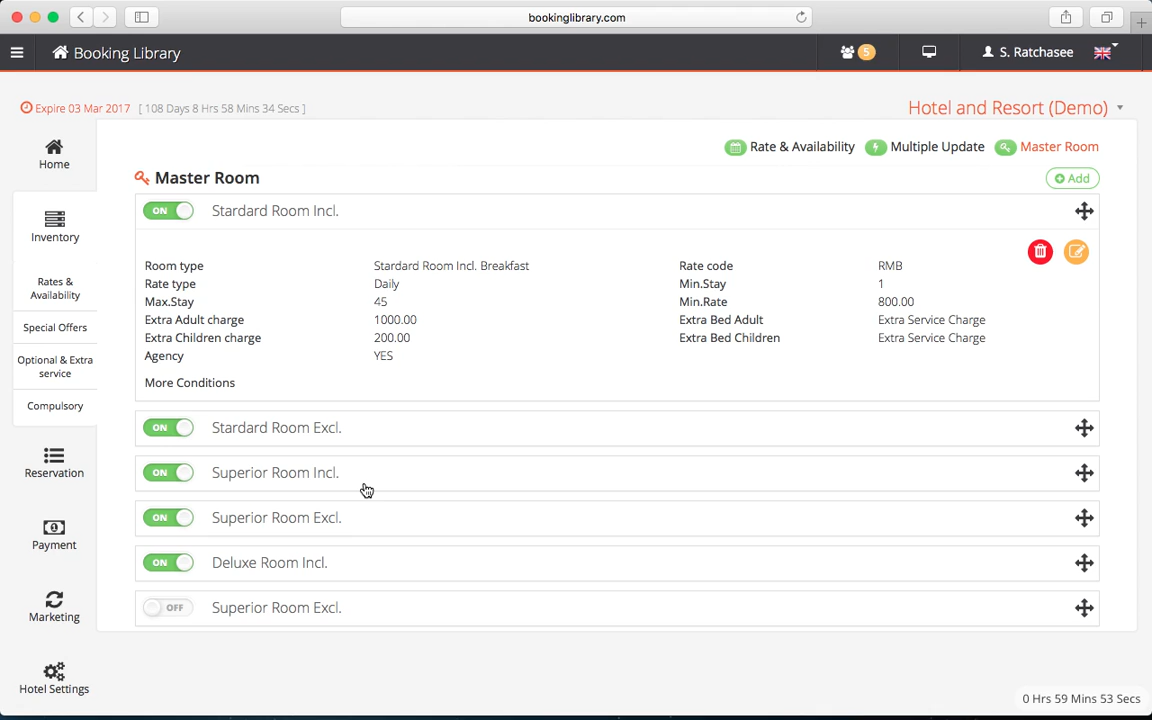 bookinglibrary.com
Booking Library
5
S. Ratchasee
Expire 03 Mar 2017 [ 108 Days 8 Hrs 58 Mins 34 Secs ]
Hotel and Resort (Demo)
Home
Inventory
Rates &
Availability
Special Offers
Optional & Extra
service
Compulsory
Reservation
Payment
Marketing
Hotel Settings
Rate & Availability
Multiple Update
Master Room
Master Room
Add
ON
Stardard Room Incl.
Room type Stardard Room Incl. Breakfast Rate code RMB
Rate type Daily Min.Stay 1
Max.Stay 45 Min.Rate 800.00
Extra Adult charge 1000.00 Extra Bed Adult Extra Service Charge
Extra Children charge 200.00 Extra Bed Children Extra Service Charge
Agency YES
More Conditions
ON Stardard Room Excl.
ON Superior Room Incl.
ON Superior Room Excl.
ON Deluxe Room Incl.
OFF Superior Room Excl.
0 Hrs 59 Mins 53 Secs